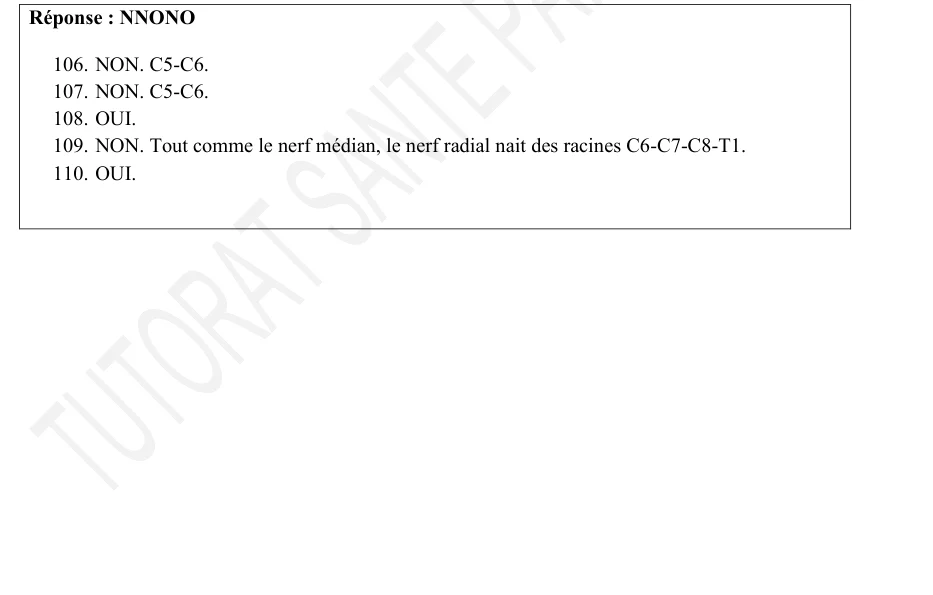 Réponse : NNONO
106. NON. C5-C6.
107. NON. C5-C6.
108. OUI.
109. NON. Tout comme le nerf médian, le nerf radial nait des racines C6-C7-C8-T1.
110. OUI.
TUTORAT SANTE